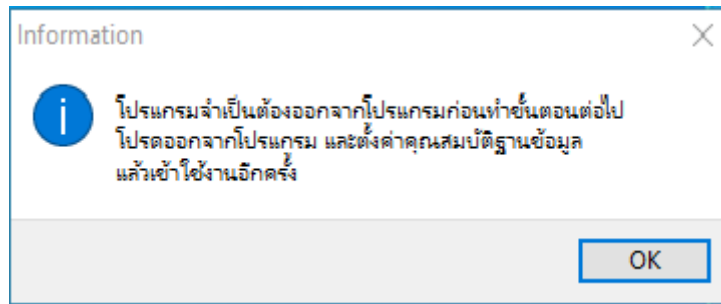 Information
โปรแกรมจำเป็นต้องออกจากโปรแกรมก่อนทำขั้นตอนต่อไป
โปรดออกจากโปรแกรม และตั้งค่าคุณสมบัติฐานข้อมูล
แล้วเข้าใช้งานอีกครั้ง
OK